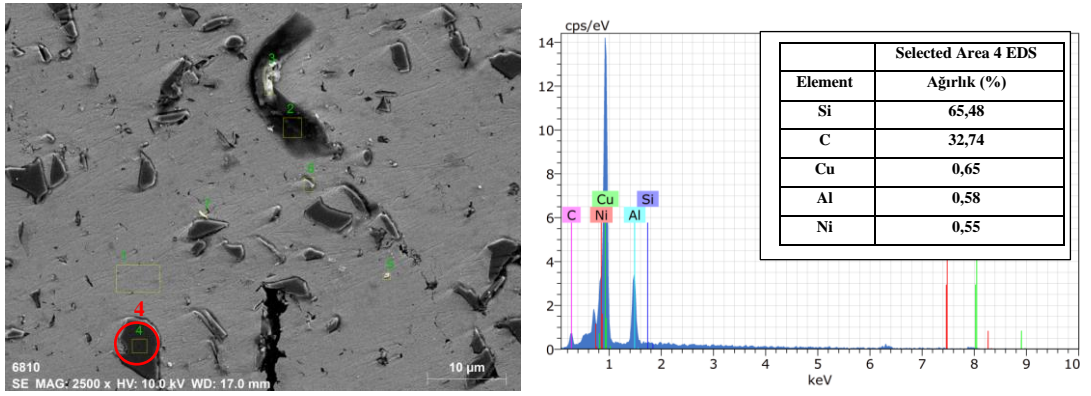 3
2
6
7
5
4
4
6810
SE MAG: 2500 x HV: 10.0 kV WD: 17.0 mm
10 µm
cps/eV
14
12
10
8
6
4
2
0
Cu Si
C Ni Al
1 2 3 4 5 6 7 8 9 10
keV
Selected Area 4 EDS
Element Ağırlık (%)
Si 65,48
C 32,74
Cu 0,65
Al 0,58
Ni 0,55